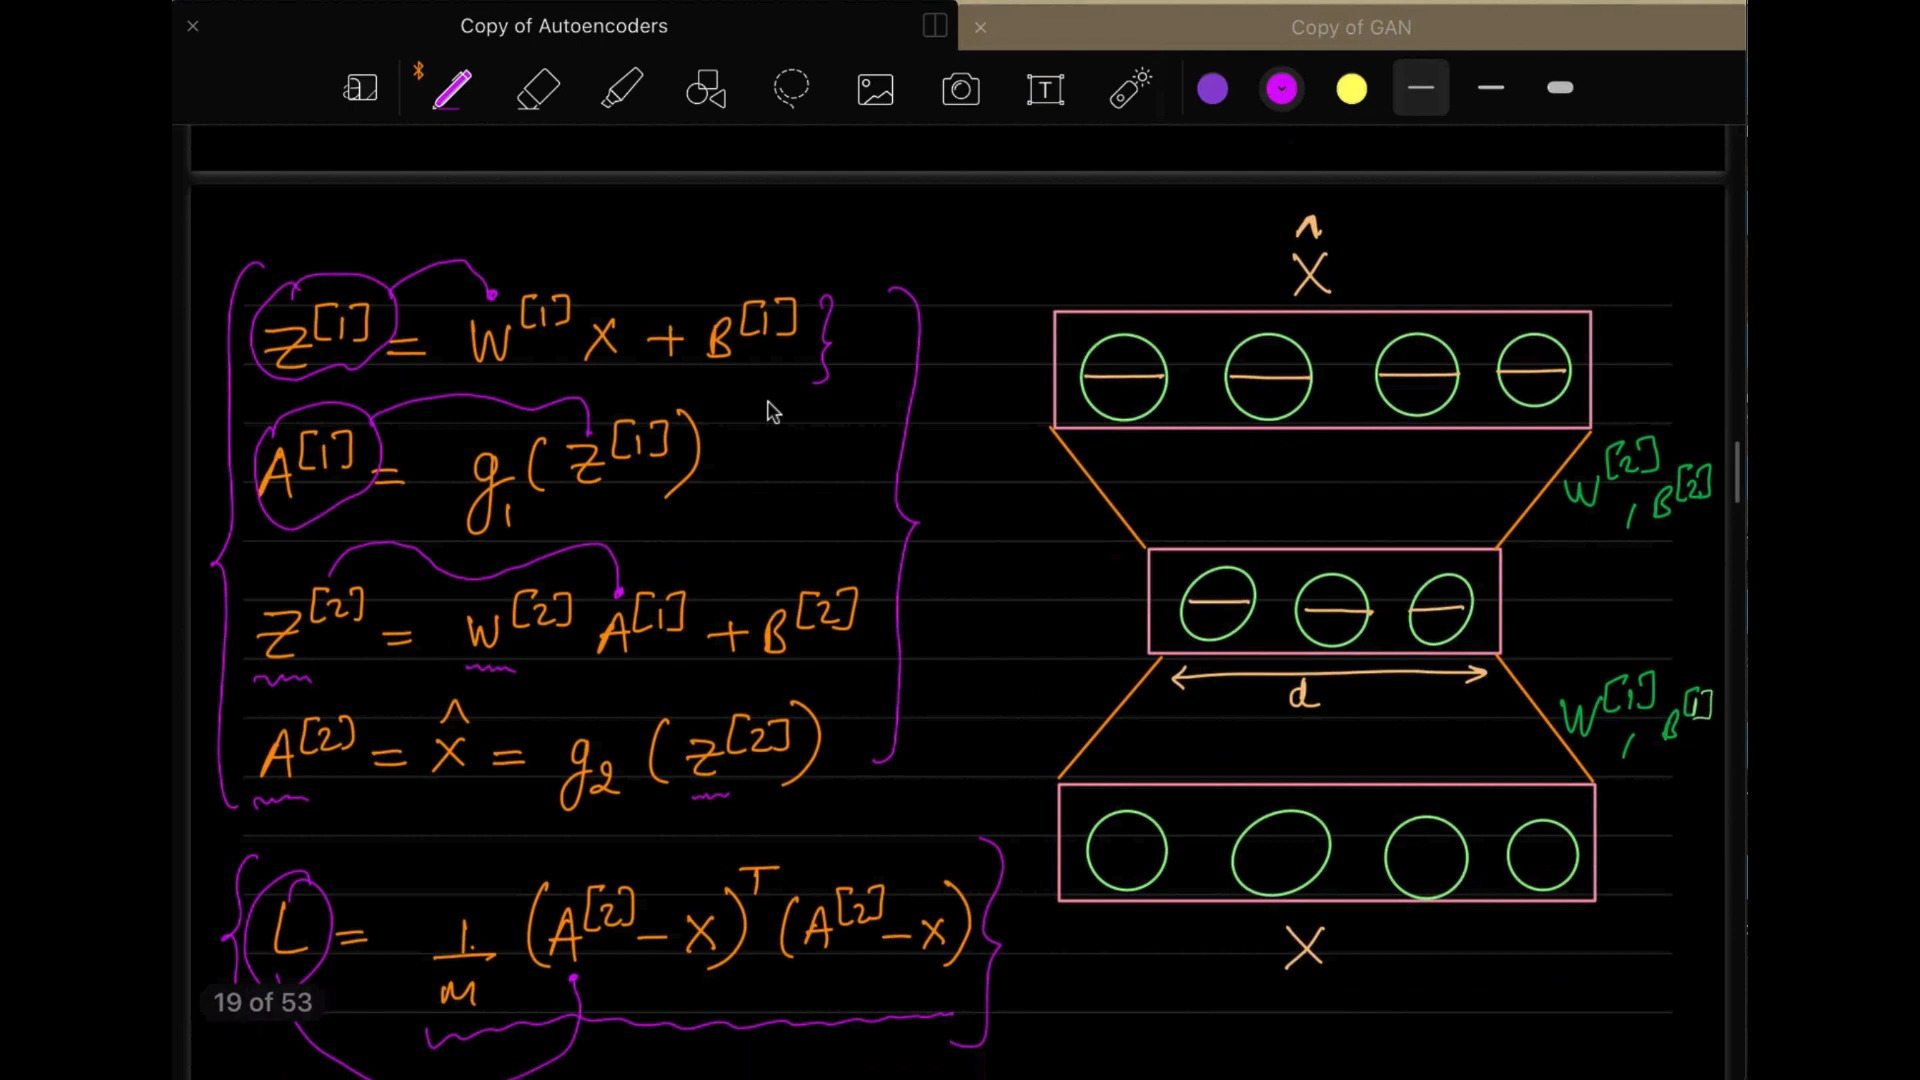 Copy of Autoencoders
Copy of GAN
T
Z^[1] = W^[1] X + B^[1]
A^[1] = g₁(Z^[1])
Z^[2] = W^[2] A^[1] + B^[2]
A^[2] = X̂ = g₂(Z^[2])
L = 1/M (A^[2] - X)^T (A^[2] - X)
19 of 53
X̂
W^[2], B^[2]
d
W^[1], B^[1]
X